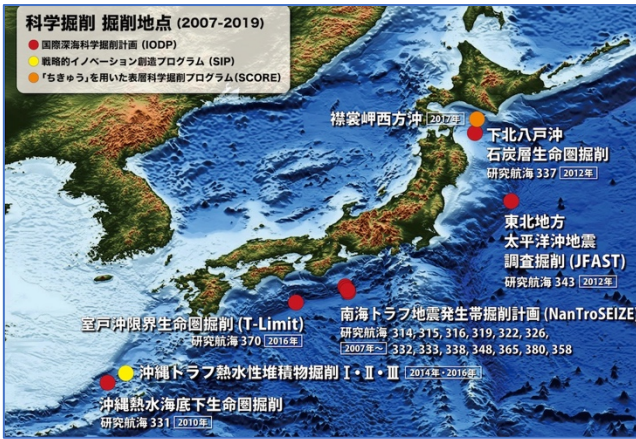 科学掘削 掘削地点 (2007-2019)
国際深海科学掘削計画 (IODP)
戦略的イノベーション創造プログラム (SIP)
「ちきゅう」を用いた表層科学掘削プログラム(SCORE)
襟裳岬西方沖 2017年
下北八戸沖
石炭層生命圏掘削
研究航海 337 2012年
東北地方
太平洋沖地震
調査掘削 (JFAST)
研究航海 343 2012年
南海トラフ地震発生帯掘削計画 (NanTroSEIZE)
研究航海 314, 315, 316, 319, 322, 326,
2007年〜 332, 333, 338, 348, 365, 380, 358
室戸沖限界生命圏掘削 (T-Limit)
研究航海 370 2016年
沖縄トラフ熱水性堆積物掘削 I・II・III 2014年・2016年
沖縄熱水海底下生命圏掘削
研究航海 331 2010年